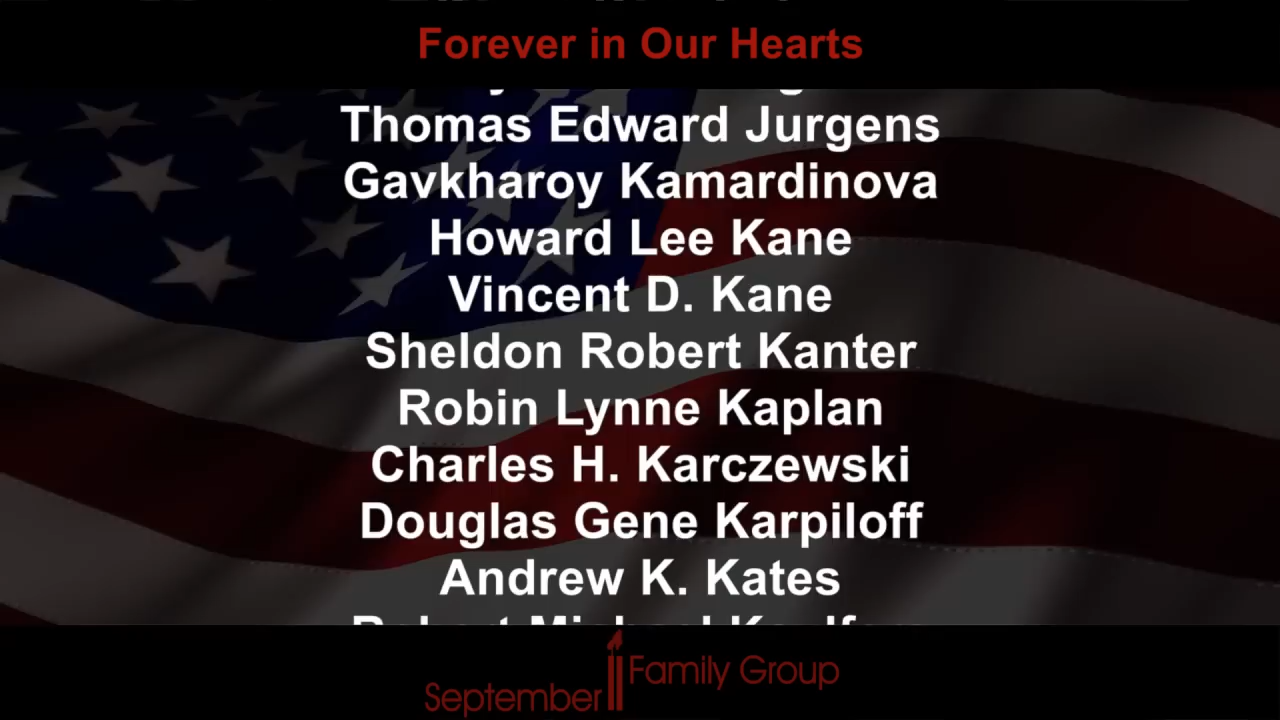 Forever in Our Hearts
Thomas Edward Jurgens
Gavkharoy Kamardinova
Howard Lee Kane
Vincent D. Kane
Sheldon Robert Kanter
Robin Lynne Kaplan
Charles H. Karczewski
Douglas Gene Karpiloff
Andrew K. Kates
September 11 Family Group